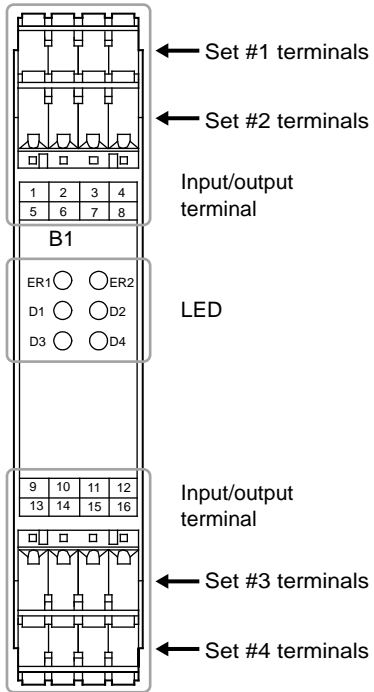 Set #1 terminals
Set #2 terminals
1 2 3 4
5 6 7 8
Input/output
terminal
B1
ER1 ER2
D1 D2
D3 D4
LED
9 10 11 12
13 14 15 16
Input/output
terminal
Set #3 terminals
Set #4 terminals